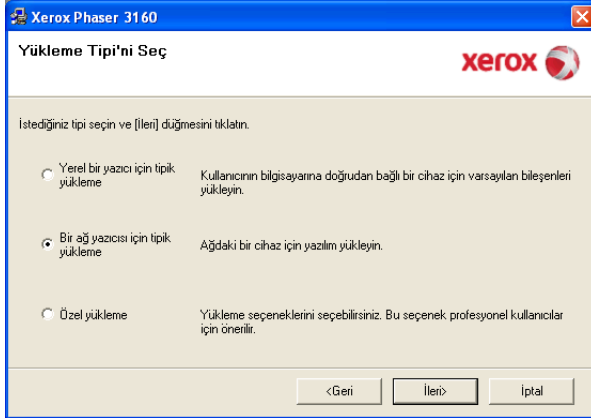 Xerox Phaser 3160
Yükleme Tipi'ni Seç
xerox
İstediğiniz tipi seçin ve [İleri] düğmesini tıklatın.
Yerel bir yazıcı için tipik
yükleme
Kullanıcının bilgisayarına doğrudan bağlı bir cihaz için varsayılan bileşenleri
yükleyin.
Bir ağ yazıcısı için tipik
yükleme
Ağdaki bir cihaz için yazılım yükleyin.
Özel yükleme
Yükleme seçeneklerini seçebilirsiniz. Bu seçenek profesyonel kullanıcılar
için önerilir.
<Geri
İleri>
İptal